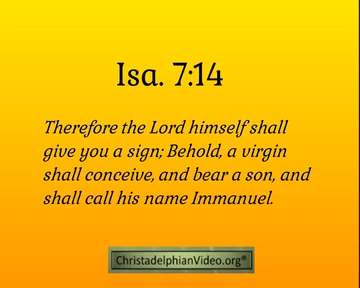 Isa. 7:14
Therefore the Lord himself shall
give you a sign; Behold, a virgin
shall conceive, and bear a son, and
shall call his name Immanuel.
ChristadelphianVideo.org®